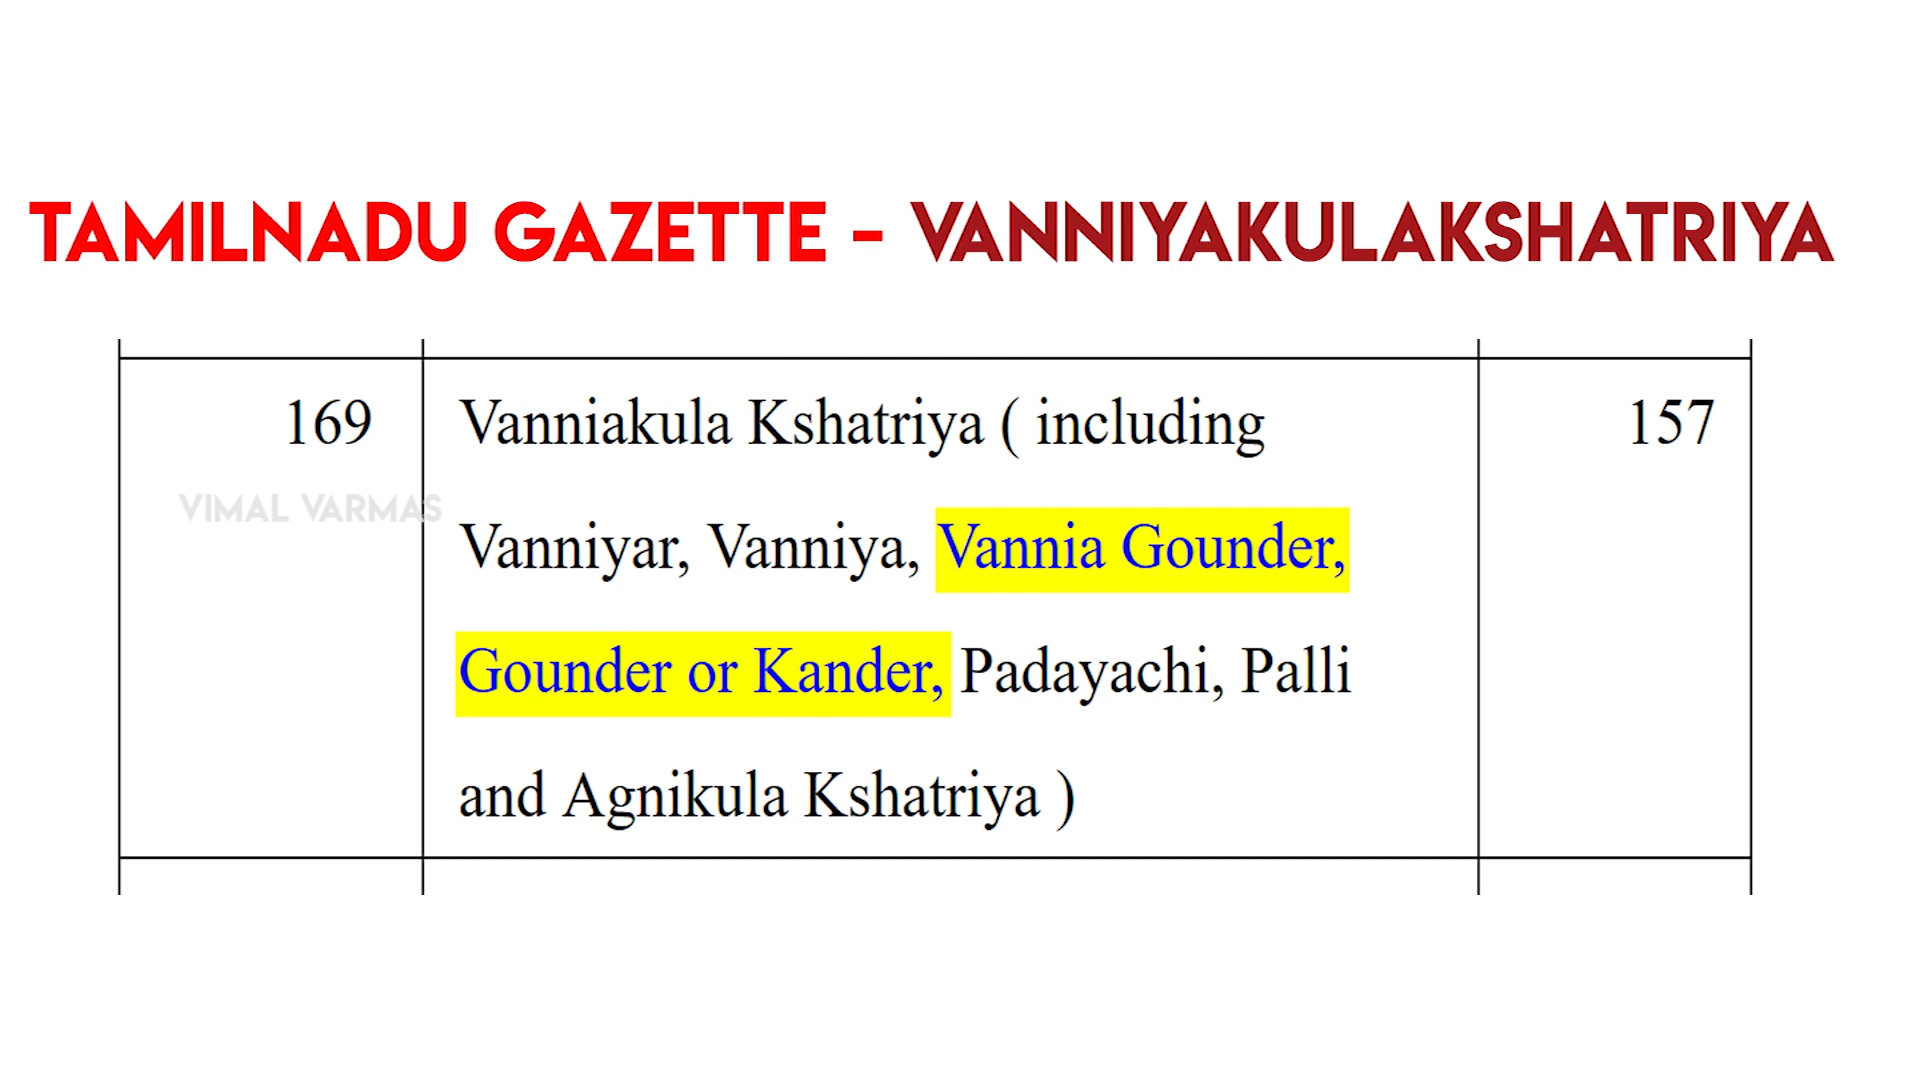 TAMILNADU GAZETTE - VANNIYAKULAKSHATRIYA
169 Vanniakula Kshatriya ( including 157
VIMAL VARMAS
Vanniyar, Vanniya, Vannia Gounder,
Gounder or Kander, Padayachi, Palli
and Agnikula Kshatriya )